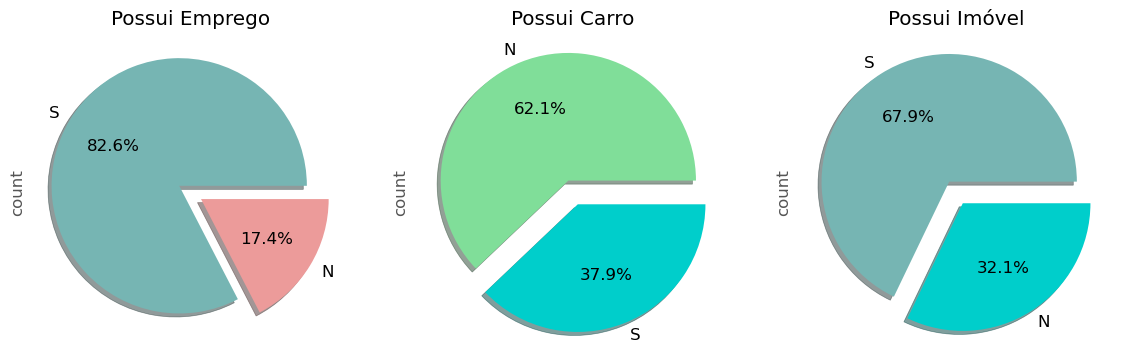 Possui Emprego
S
82.6%
17.4%
N
count
Possui Carro
N
62.1%
37.9%
S
count
Possui Imóvel
S
67.9%
32.1%
N
count